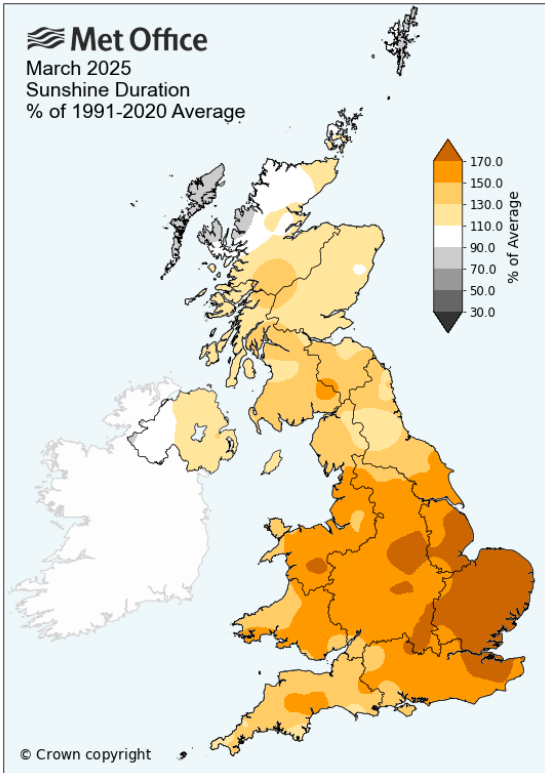 Met Office
March 2025
Sunshine Duration
% of 1991-2020 Average
170.0
150.0
130.0
110.0
90.0
70.0
50.0
30.0
% of Average
© Crown copyright